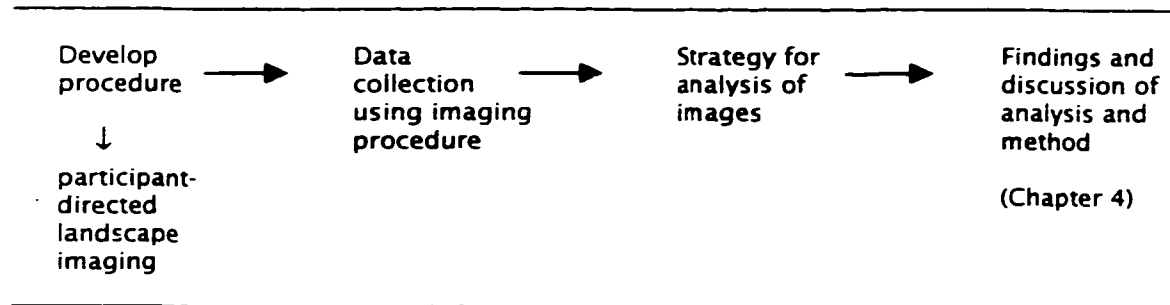 Develop
procedure
↓
participant-
directed
landscape
imaging
Data
collection
using imaging
procedure
Strategy for
analysis of
images
Findings and
discussion of
analysis and
method
(Chapter 4)